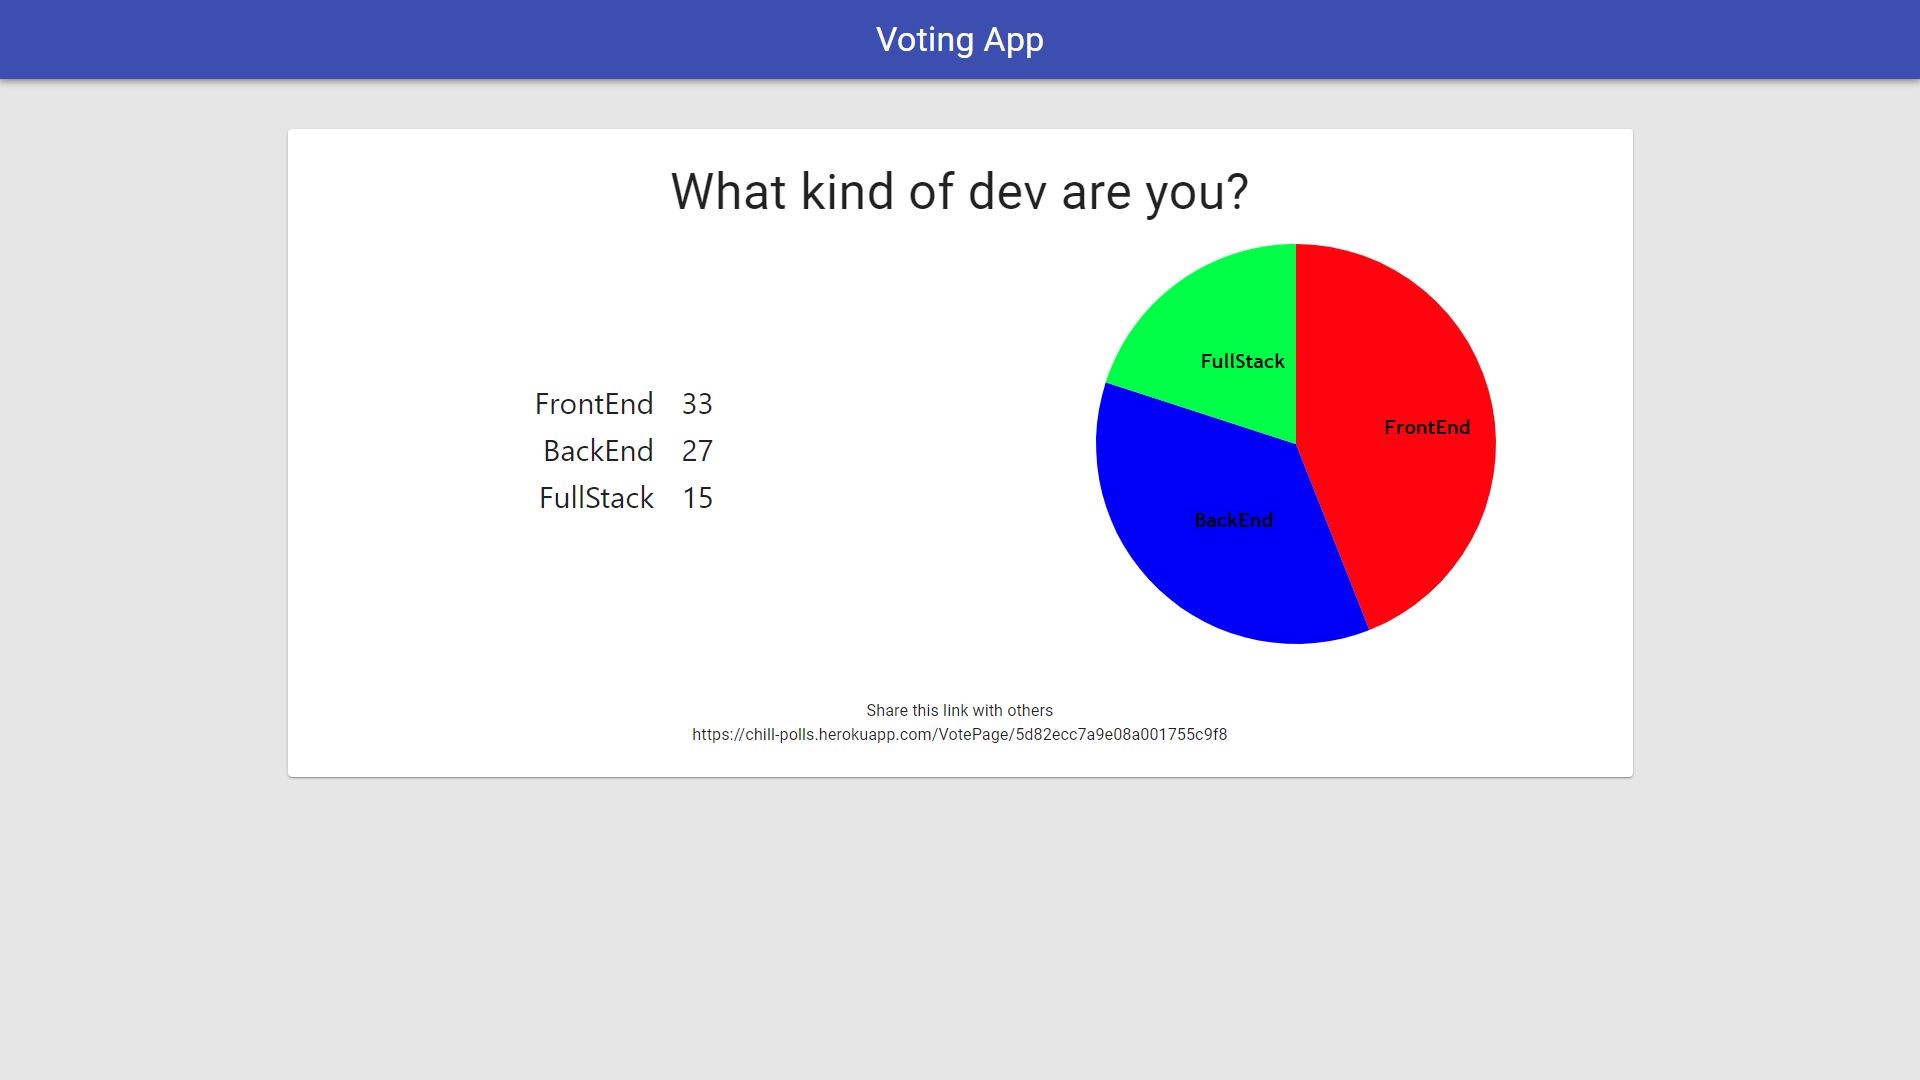 Voting App
What kind of dev are you?
FrontEnd 33
BackEnd 27
FullStack 15
FullStack
FrontEnd
BackEnd
Share this link with others
https://chill-polls.herokuapp.com/VotePage/5d82ecc7a9e08a001755c9f8